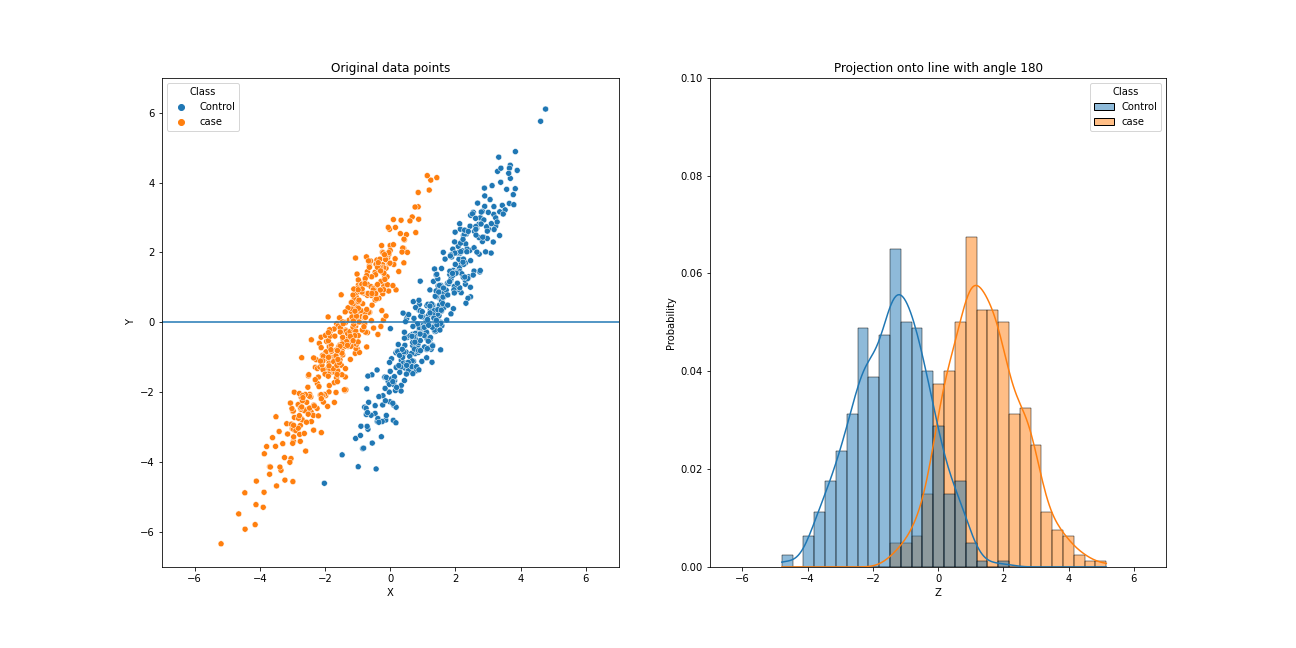 Original data points
Class
Control
case
6
4
2
0
−2
−4
−6
Y
−6
−4
−2
0
2
4
6
X
Projection onto line with angle 180
Class
Control
case
0.10
0.08
0.06
0.04
0.02
0.00
Probability
−6
−4
−2
0
2
4
6
Z